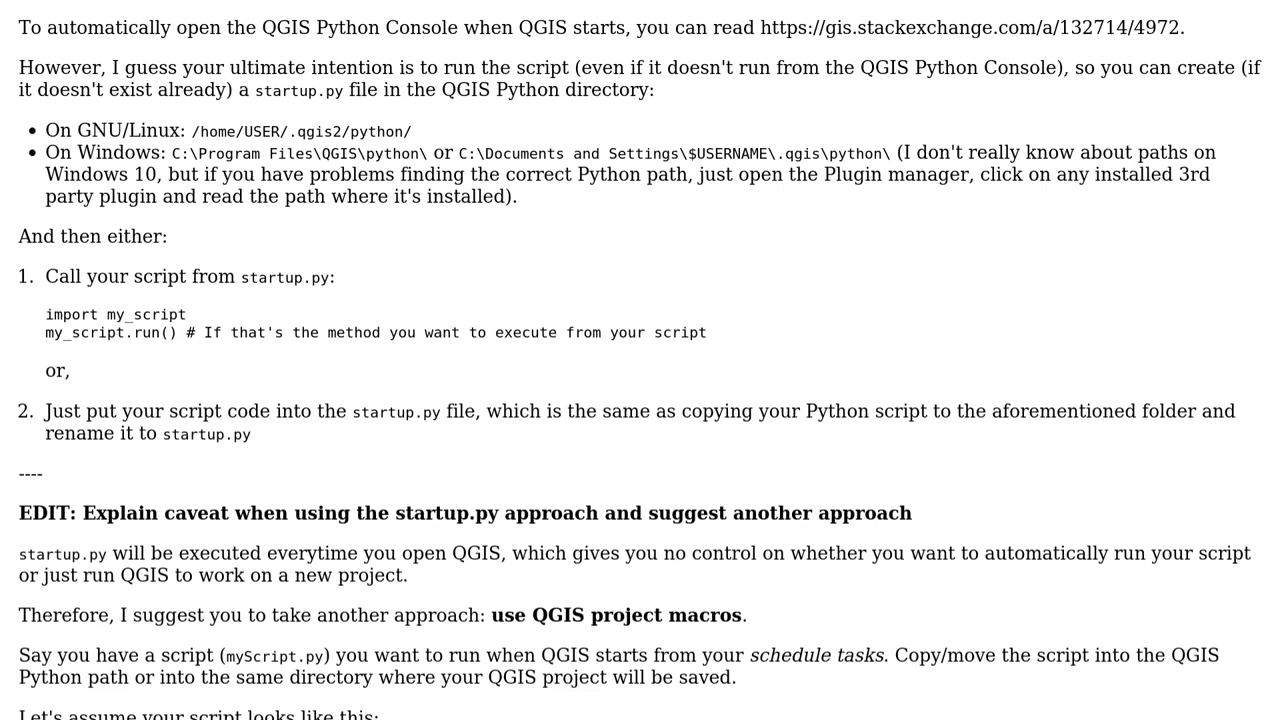 To automatically open the QGIS Python Console when QGIS starts, you can read https://gis.stackexchange.com/a/132714/4972.
However, I guess your ultimate intention is to run the script (even if it doesn't run from the QGIS Python Console), so you can create (if
it doesn't exist already) a startup.py file in the QGIS Python directory:
• On GNU/Linux: /home/USER/.qgis2/python/
• On Windows: C:\Program Files\QGIS\python\ or C:\Documents and Settings\$USERNAME\.qgis\python\ (I don't really know about paths on
Windows 10, but if you have problems finding the correct Python path, just open the Plugin manager, click on any installed 3rd
party plugin and read the path where it's installed).
And then either:
1. Call your script from startup.py:
import my_script
my_script.run() # If that's the method you want to execute from your script
or,
2. Just put your script code into the startup.py file, which is the same as copying your Python script to the aforementioned folder and
rename it to startup.py
----
EDIT: Explain caveat when using the startup.py approach and suggest another approach
startup.py will be executed everytime you open QGIS, which gives you no control on whether you want to automatically run your script
or just run QGIS to work on a new project.
Therefore, I suggest you to take another approach: use QGIS project macros.
Say you have a script (myScript.py) you want to run when QGIS starts from your schedule tasks. Copy/move the script into the QGIS
Python path or into the same directory where your QGIS project will be saved.
Let's assume your script looks like this: